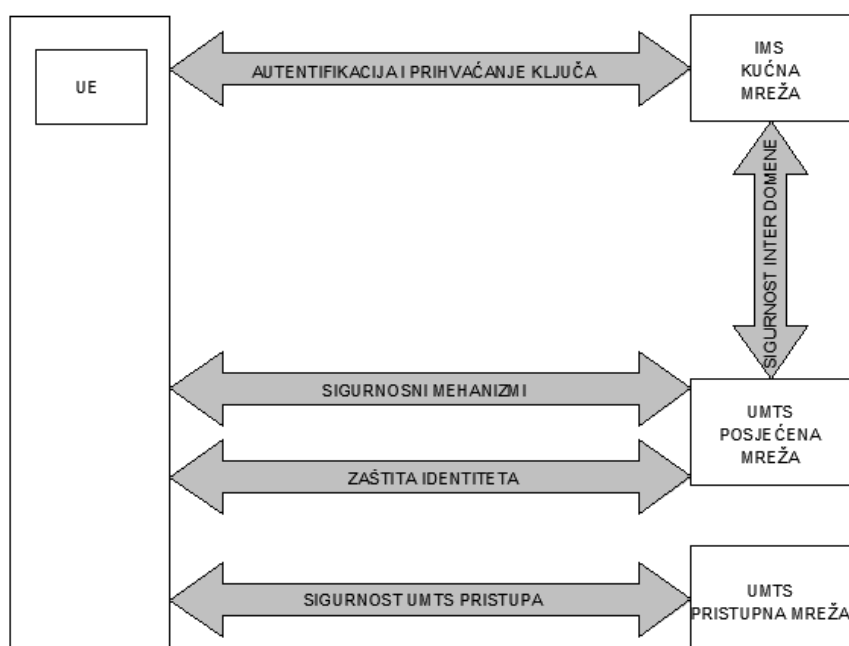 UE
AUTENTIFIKACIJA I PRIHVAĆANJE KLJUČA
IMS
KUĆNA
MREŽA
SIGURNOST INTER DOMENE
SIGURNOSNI MEHANIZMI
UMTS
POSJEĆENA
MREŽA
ZAŠTITA IDENTITETA
SIGURNOST UMTS PRISTUPA
UMTS
PRISTUPNA MREŽA